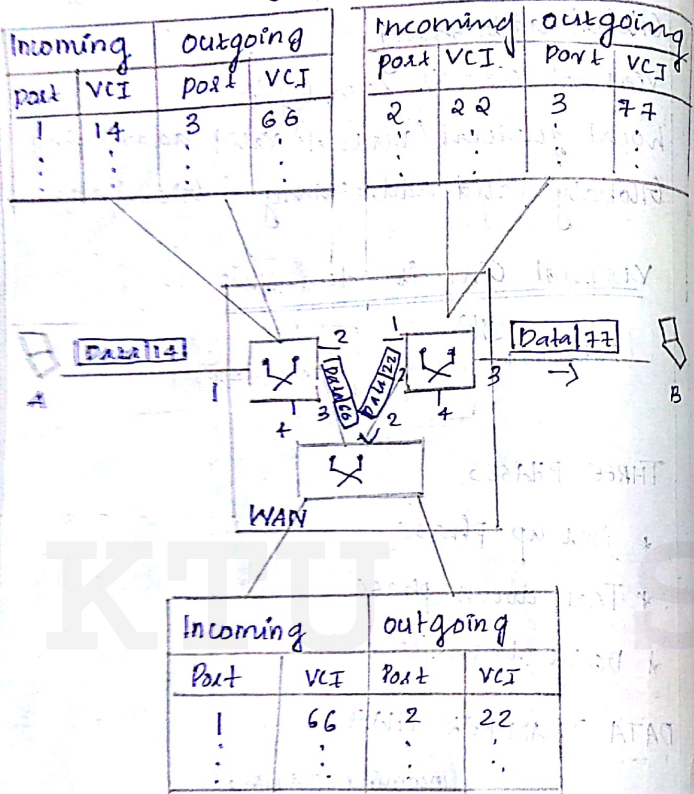 Incoming outgoing
Port VCI Port VCI
1 14 3 66
Incoming outgoing
Port VCI Port VCI
2 22 3 77
A
Data 14
1
2
3
4
Data 66
Data 22
1
2
3
4
2
Data 77
B
WAN
Incoming outgoing
Port VCI Port VCI
1 66 2 22
KTU S